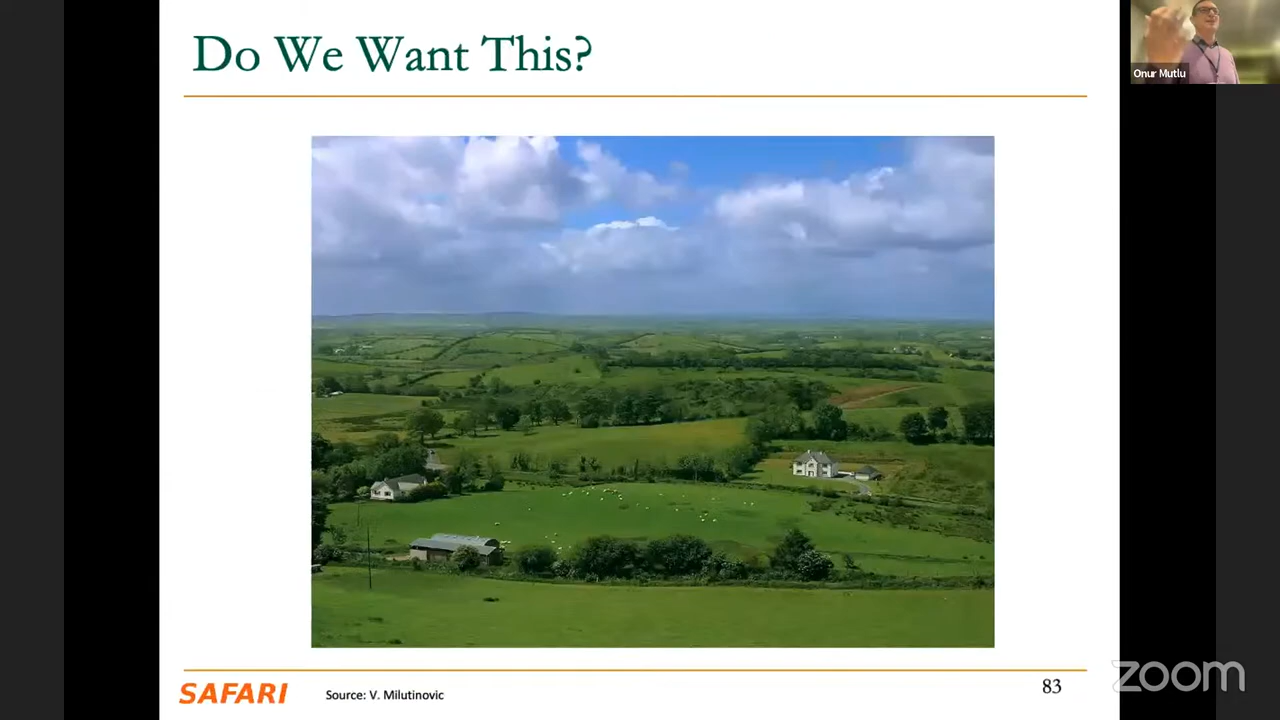 Do We Want This?
Onur Mutlu
SAFARI
Source: V. Milutinovic
83
zoom